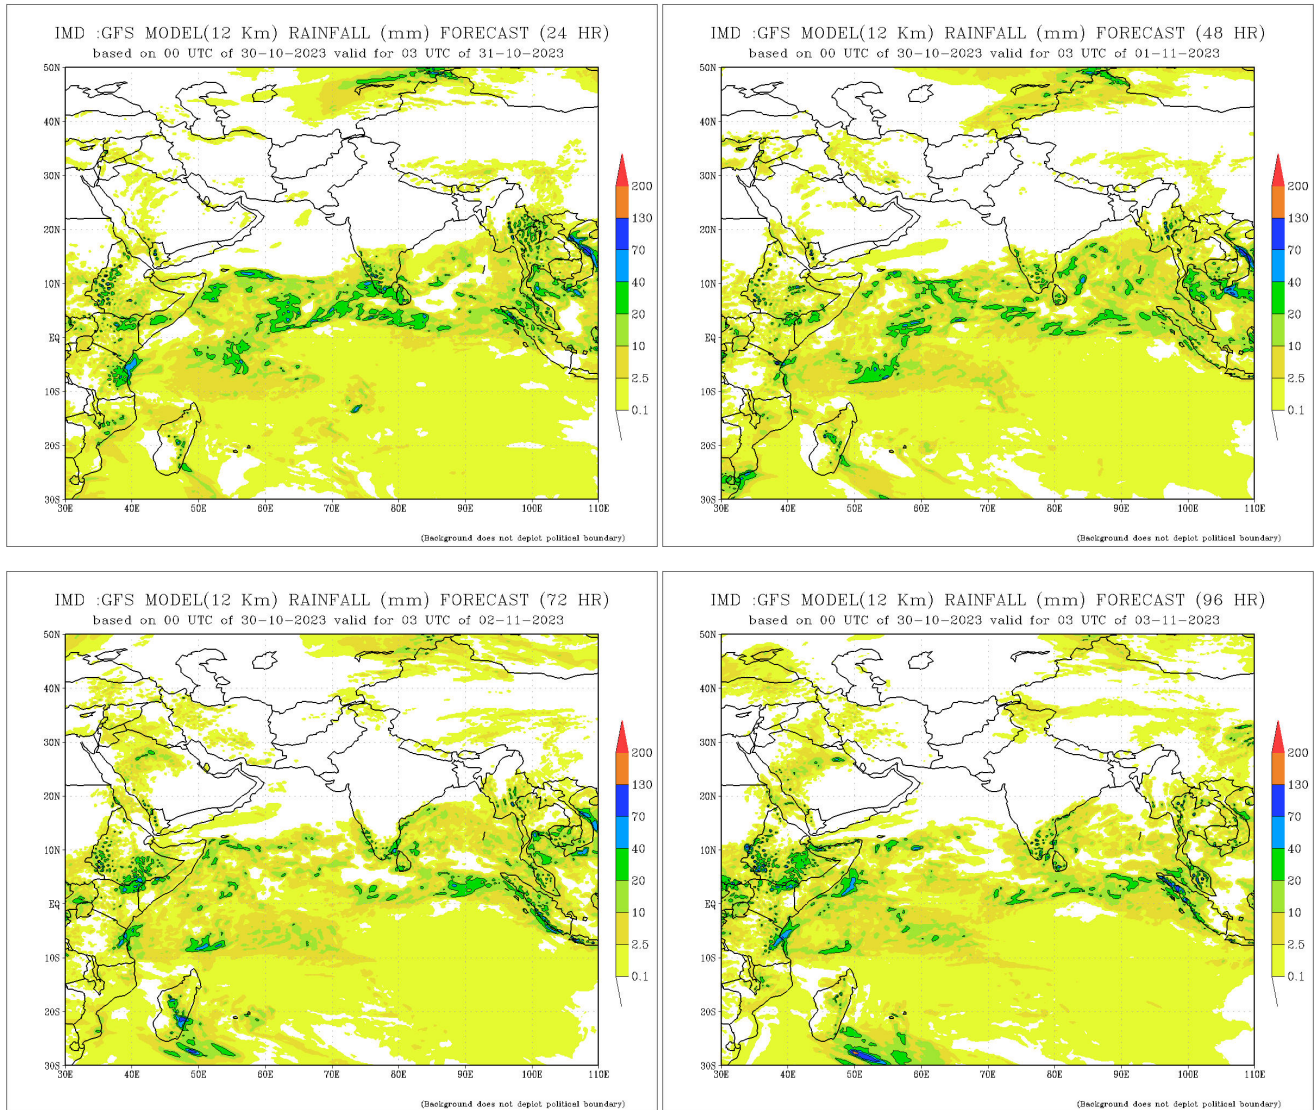 IMD :GFS MODEL(12 Km) RAINFALL (mm) FORECAST (24 HR)
based on 00 UTC of 30-10-2023 valid for 03 UTC of 31-10-2023
50N
40N
30N
20N
10N
EQ
10S
20S
30S
30E 40E 50E 60E 70E 80E 90E 100E 110E
200
130
70
40
20
10
2.5
0.1
(Background does not depict political boundary)
IMD :GFS MODEL(12 Km) RAINFALL (mm) FORECAST (48 HR)
based on 00 UTC of 30-10-2023 valid for 03 UTC of 01-11-2023
50N
40N
30N
20N
10N
EQ
10S
20S
30S
30E 40E 50E 60E 70E 80E 90E 100E 110E
200
130
70
40
20
10
2.5
0.1
(Background does not depict political boundary)
IMD :GFS MODEL(12 Km) RAINFALL (mm) FORECAST (72 HR)
based on 00 UTC of 30-10-2023 valid for 03 UTC of 02-11-2023
50N
40N
30N
20N
10N
EQ
10S
20S
30S
30E 40E 50E 60E 70E 80E 90E 100E 110E
200
130
70
40
20
10
2.5
0.1
(Background does not depict political boundary)
IMD :GFS MODEL(12 Km) RAINFALL (mm) FORECAST (96 HR)
based on 00 UTC of 30-10-2023 valid for 03 UTC of 03-11-2023
50N
40N
30N
20N
10N
EQ
10S
20S
30S
30E 40E 50E 60E 70E 80E 90E 100E 110E
200
130
70
40
20
10
2.5
0.1
(Background does not depict political boundary)